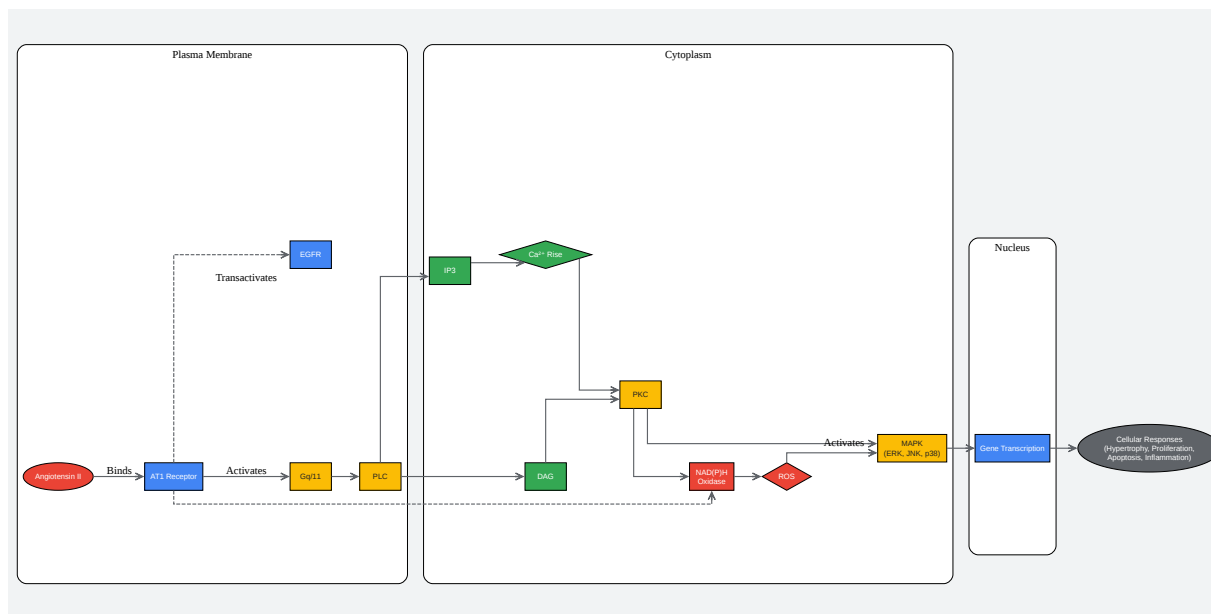 Plasma Membrane
Cytoplasm
Nucleus
EGFR
Transactivates
IP3
Ca²⁺ Rise
PKC
Angiotensin II
Binds
AT1 Receptor
Activates
Gq/11
PLC
DAG
NAD(P)H
Oxidase
ROS
Activates
MAPK
(ERK, JNK, p38)
Gene Transcription
Cellular Responses
(Hypertrophy, Proliferation,
Apoptosis, Inflammation)